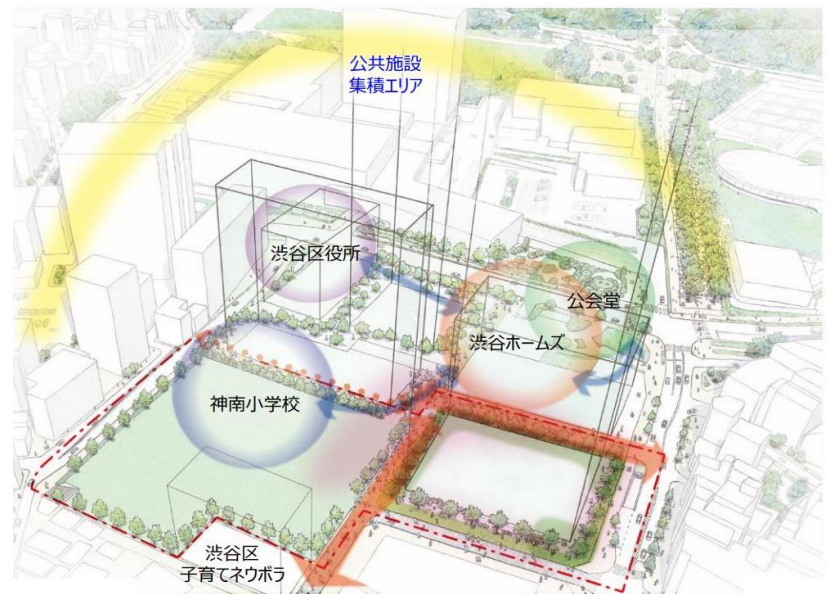 公共施設
集積エリア
渋谷区役所
公会堂
渋谷ホームズ
神南小学校
渋谷区
子育てネウボラ